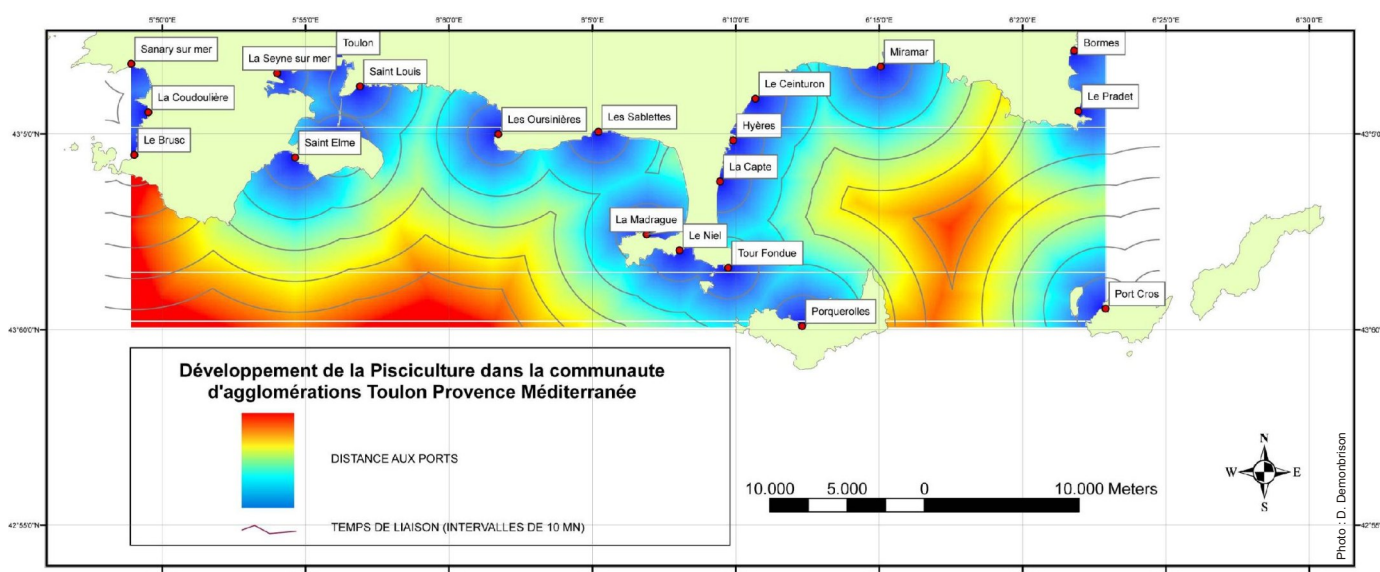 5°50'0"E 5°55'0"E 6°00'0"E 6°5'0"E 6°10'0"E 6°15'0"E 6°20'0"E 6°25'0"E 6°30'0"E
Sanary sur mer
La Seyne sur mer
Toulon
Saint Louis
La Coudoulière
Le Brusc
Saint Elme
Les Oursinières
Les Sablettes
Le Ceinturon
Miramar
Bormes
Le Pradet
Hyères
La Capte
La Madrague
Le Niel
Tour Fondue
Porquerolles
Port Cros
43°5'0"N
43°60'0"N
42°55'0"N
Développement de la Pisciculture dans la communaute
d'agglomérations Toulon Provence Méditerranée
DISTANCE AUX PORTS
TEMPS DE LIAISON (INTERVALLES DE 10 MN)
10.000 5.000 0 10.000 Meters
N
W E
S
Photo : D. Demonbrison